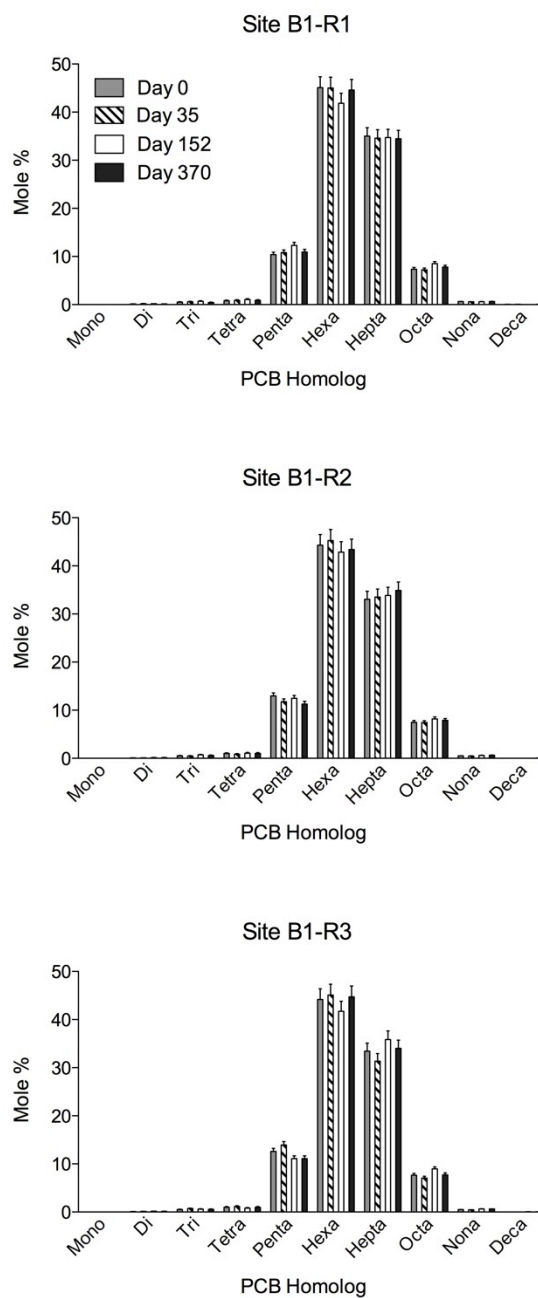 Site B1-R1
50
40
30
20
10
0
Mole %
Day 0
Day 35
Day 152
Day 370
Mono Di Tri Tetra Penta Hexa Hepta Octa Nona Deca
PCB Homolog
Site B1-R2
50
40
30
20
10
0
Mole %
Mono Di Tri Tetra Penta Hexa Hepta Octa Nona Deca
PCB Homolog
Site B1-R3
50
40
30
20
10
0
Mole %
Mono Di Tri Tetra Penta Hexa Hepta Octa Nona Deca
PCB Homolog